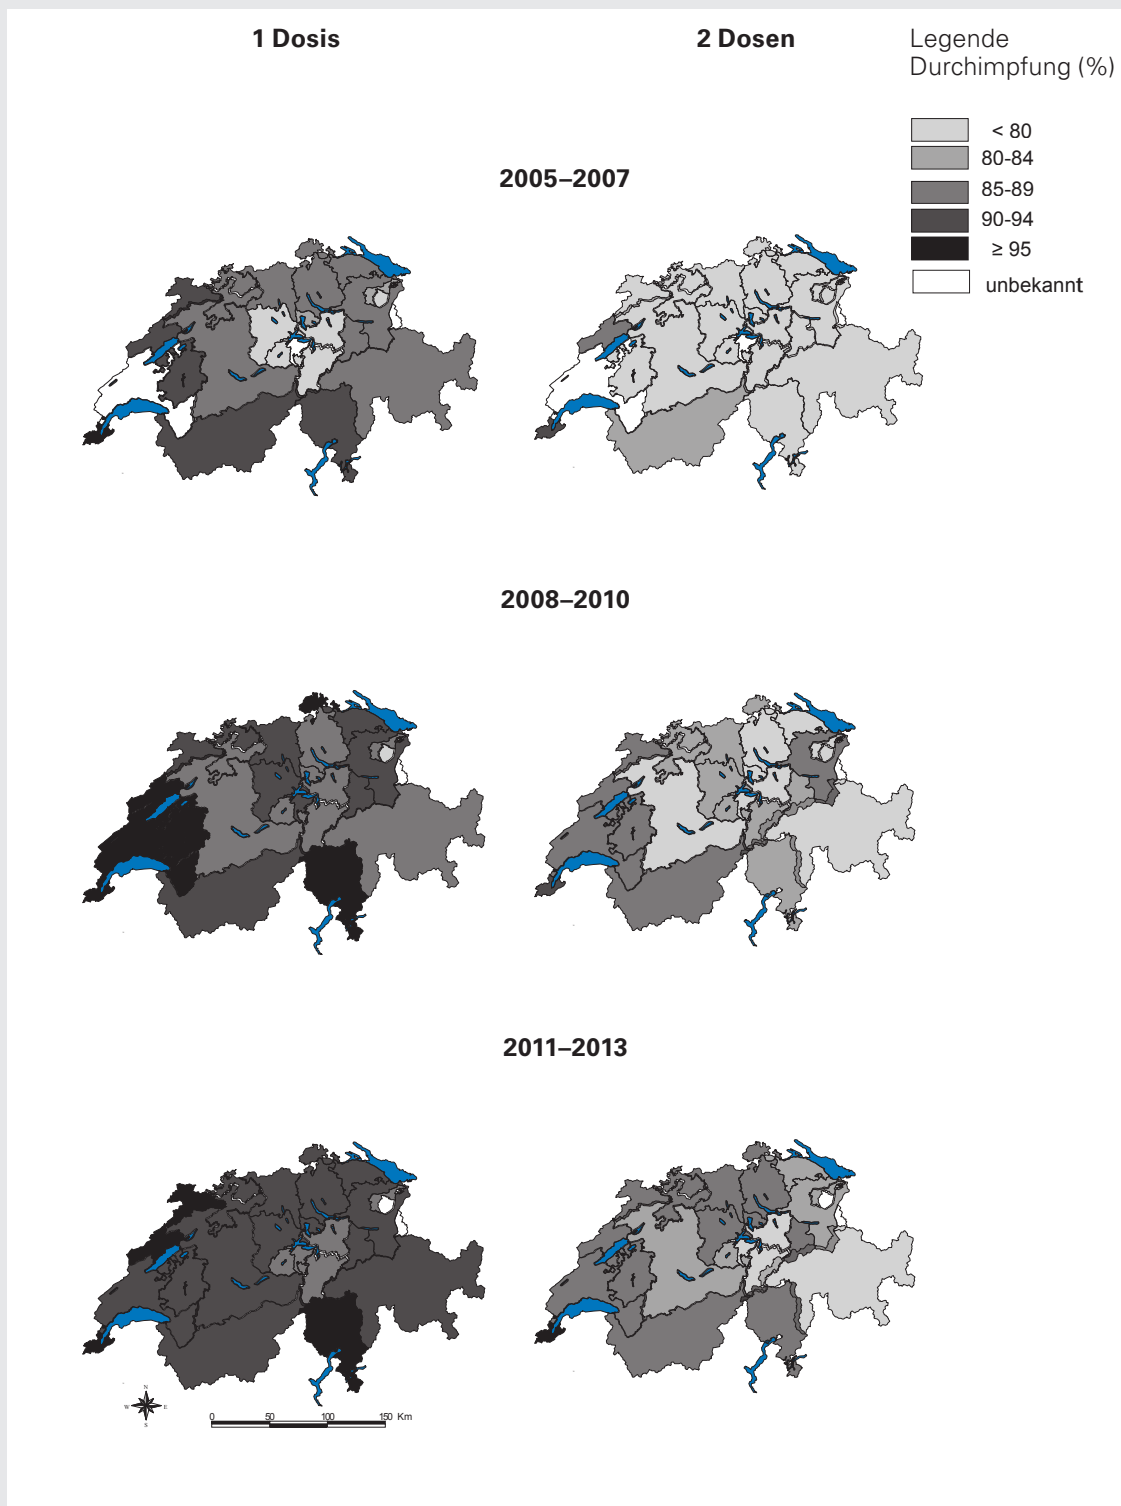 1 Dosis
2 Dosen
Legende
Durchimpfung (%)
< 80
80-84
85-89
90-94
≥ 95
unbekannt
2005–2007
2008–2010
2011–2013
N
W E
S
0 50 100 150 Km